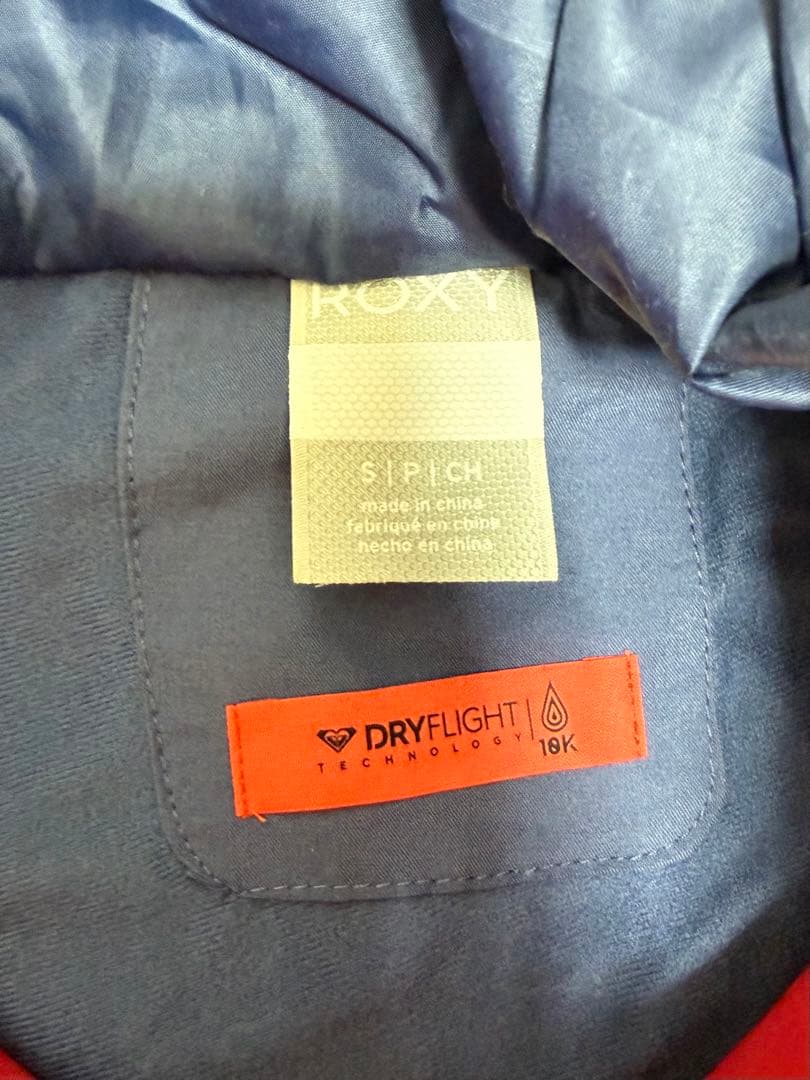 ROXY
S | P | CH
made in china
fabriqué en chine
hecho en china
DRYFLIGHT
TECHNOLOGY
10K